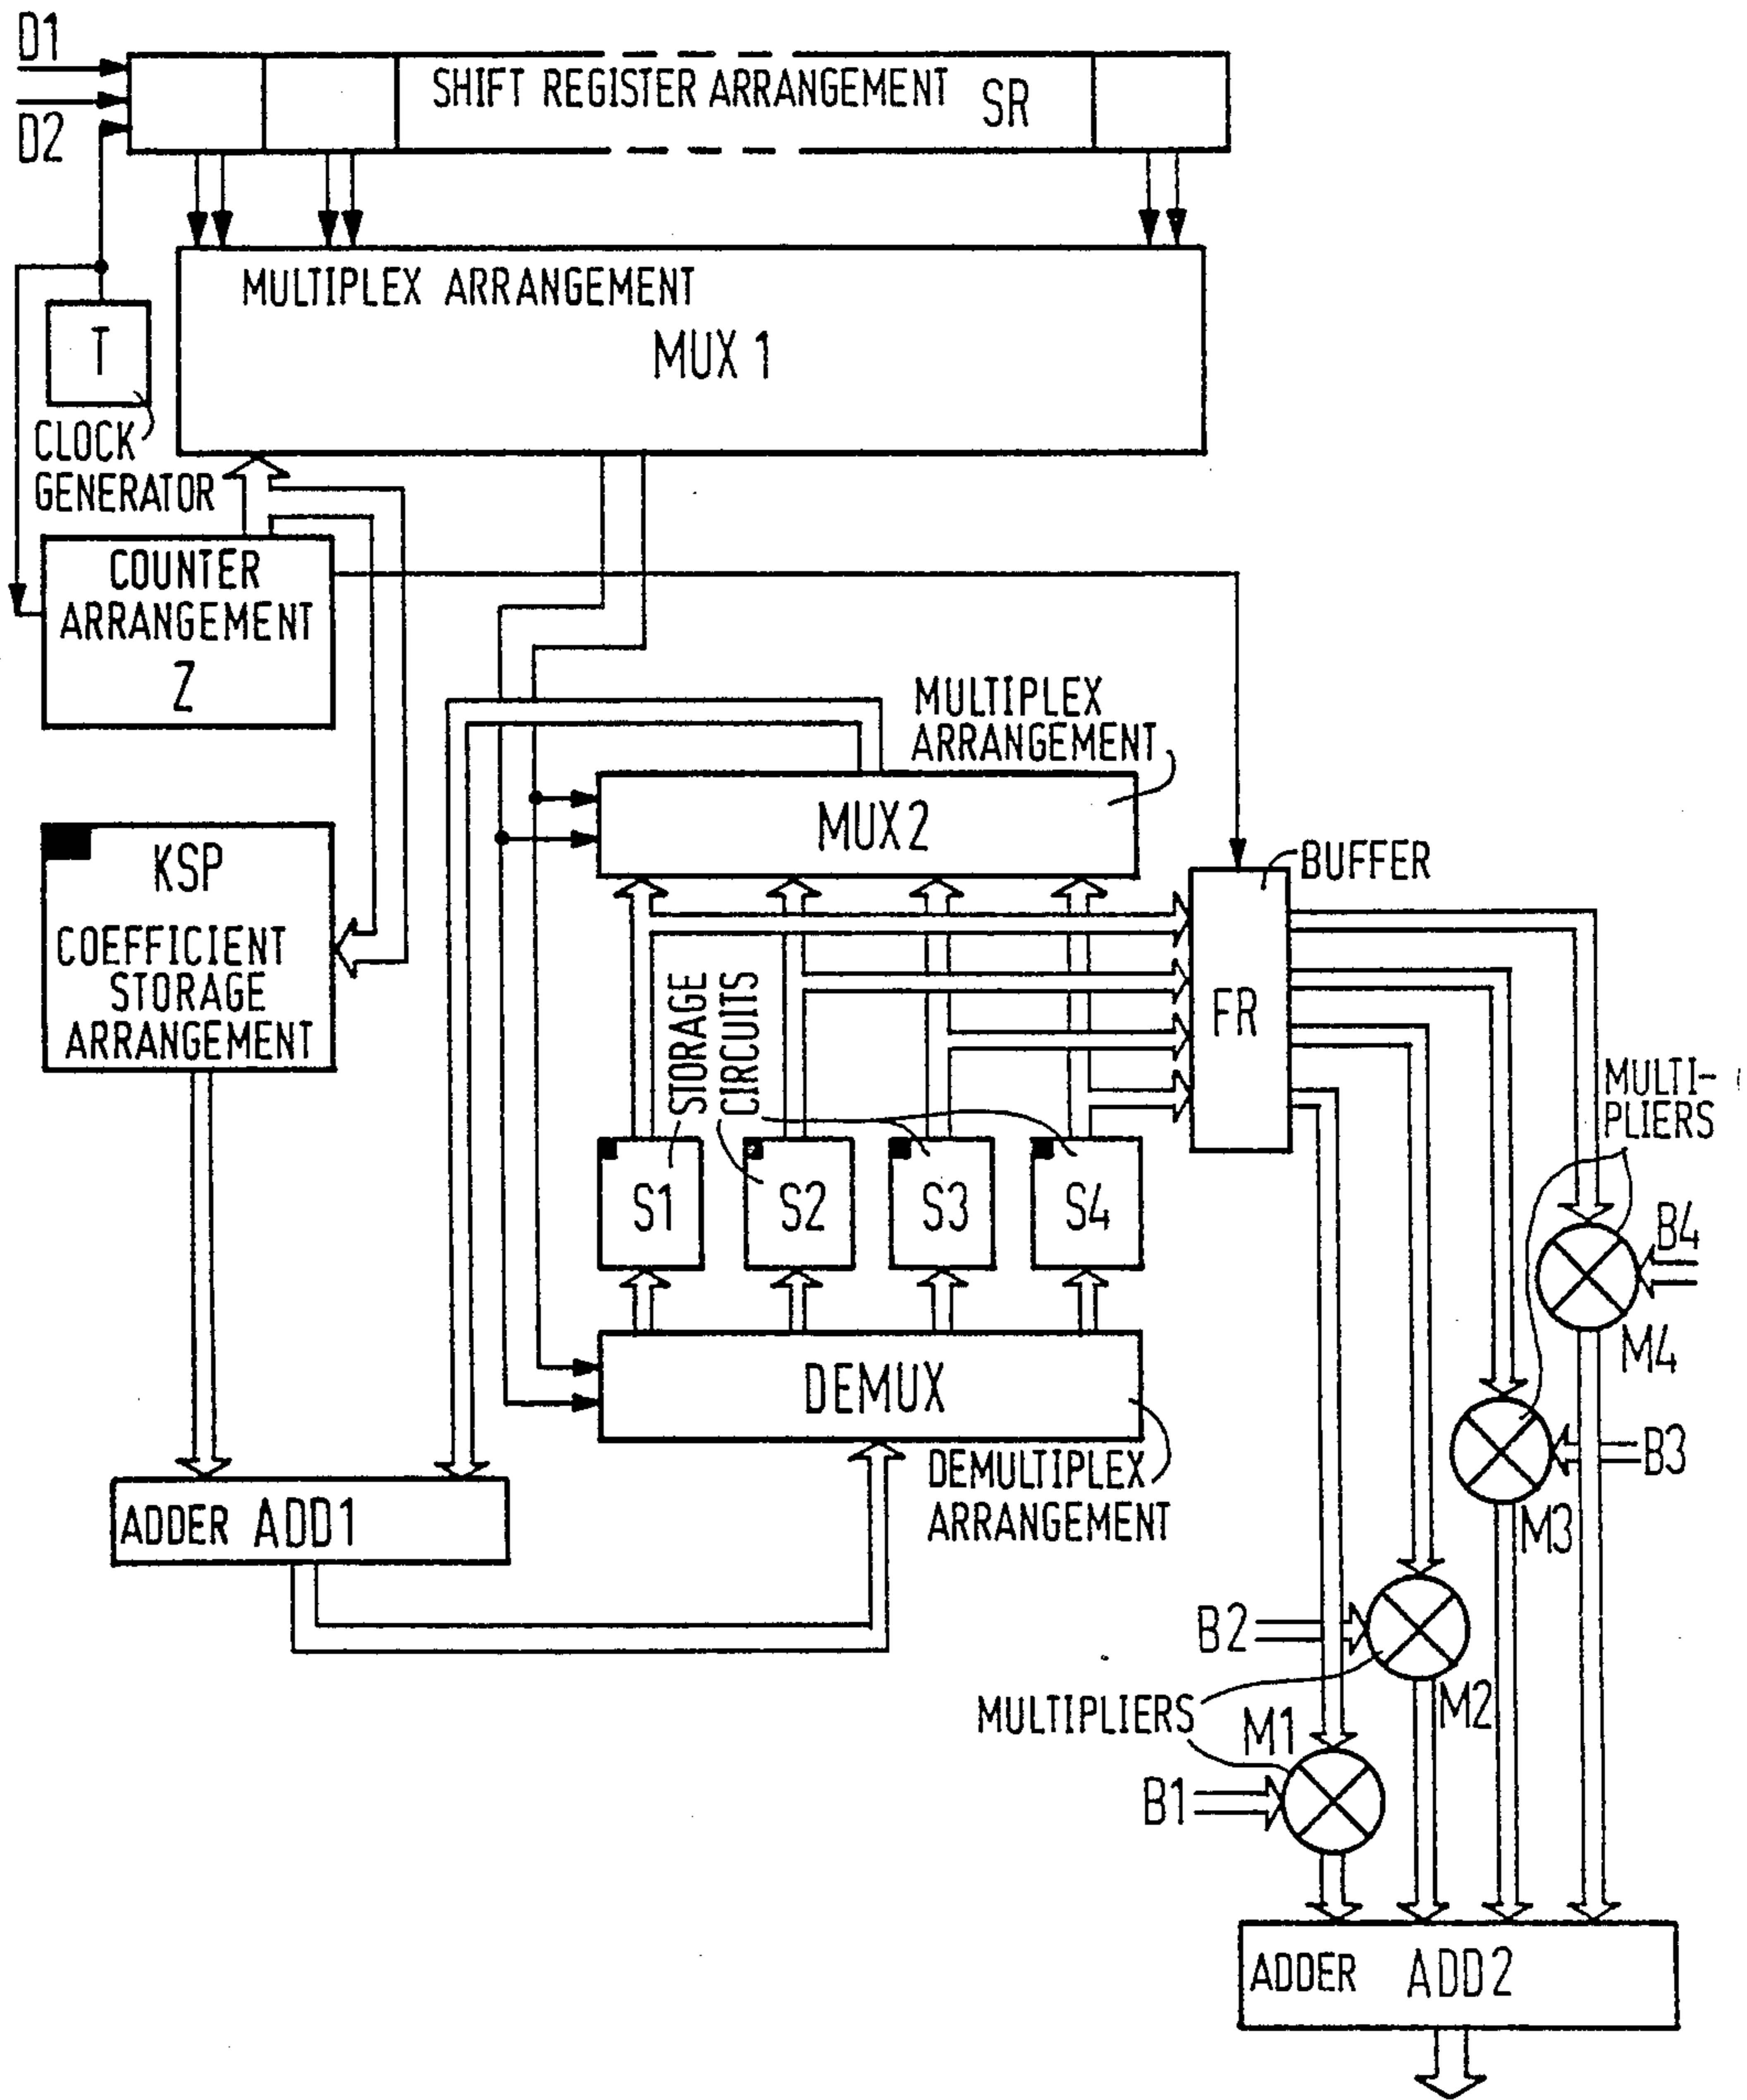 D1
D2
SHIFT REGISTER ARRANGEMENT SR
MULTIPLEX ARRANGEMENT
MUX 1
T
CLOCK
GENERATOR
COUNTER
ARRANGEMENT
Z
MULTIPLEX
ARRANGEMENT
MUX2
KSP
COEFFICIENT
STORAGE
ARRANGEMENT
BUFFER
FR
STORAGE
CIRCUITS
S1
S2
S3
S4
MULTI-
PLIERS
B4
M4
DEMUX
DEMULTIPLEX
ARRANGEMENT
B3
M3
ADDER ADD1
B2
M2
MULTIPLIERS
M1
B1
ADDER ADD2